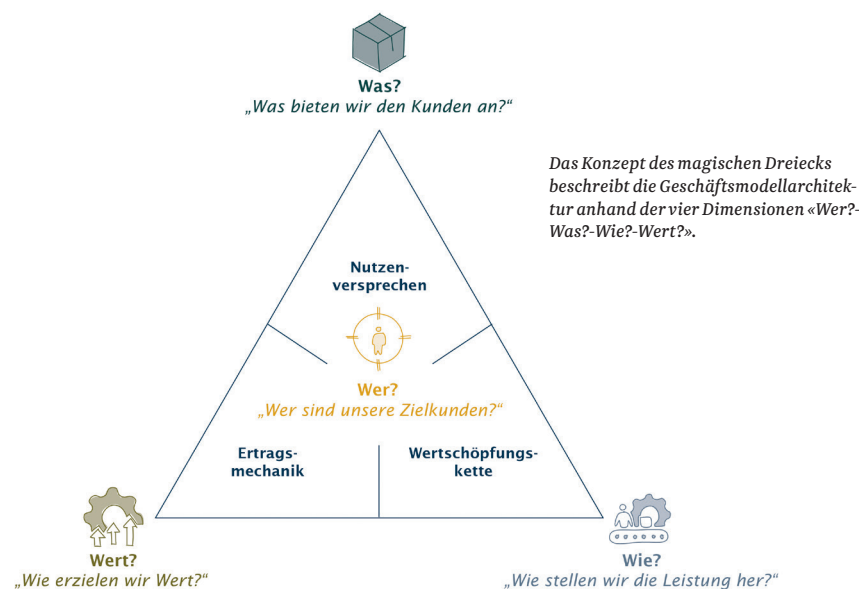 Was?
„Was bieten wir den Kunden an?“
Das Konzept des magischen Dreiecks
beschreibt die Geschäftsmodellarchitek-
tur anhand der vier Dimensionen «Wer?-
Was?-Wie?-Wert?».
Nutzen-
versprechen
Wer?
„Wer sind unsere Zielkunden?“
Ertrags-
mechanik
Wertschöpfungs-
kette
Wert?
„Wie erzielen wir Wert?“
Wie?
„Wie stellen wir die Leistung her?“